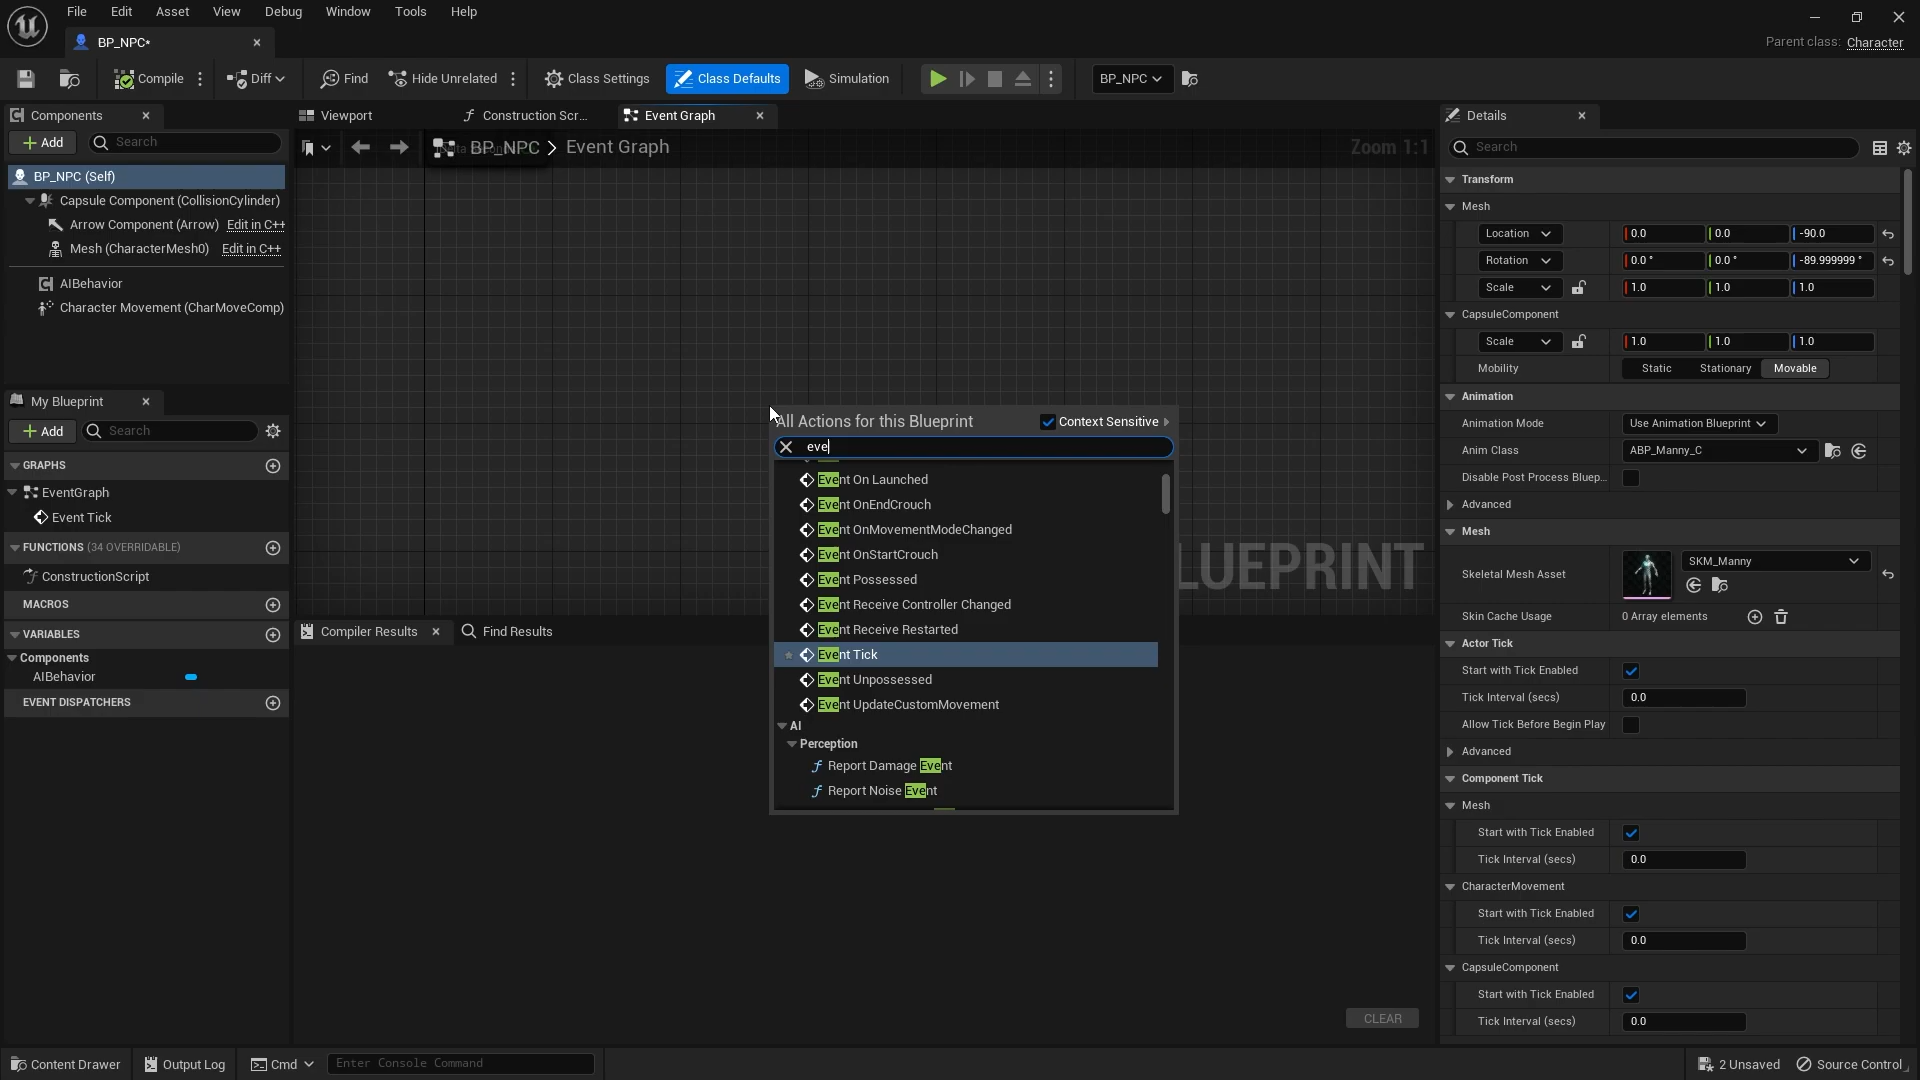 File Edit Asset View Debug Window Tools Help
BP_NPC*
Parent class: Character
Compile Diff Find Hide Unrelated Class Settings Class Defaults Simulation BP_NPC
Components
Add Search
BP_NPC (Self)
Capsule Component (CollisionCylinder)
Arrow Component (Arrow) Edit in C++
Mesh (CharacterMesh0) Edit in C++
AIBehavior
Character Movement (CharMoveComp)
My Blueprint
Add Search
GRAPHS
EventGraph
Event Tick
FUNCTIONS (34 OVERRIDABLE)
ConstructionScript
MACROS
VARIABLES
Components
AIBehavior
EVENT DISPATCHERS
Viewport Construction Scr... Event Graph
BP_NPC > Event Graph Zoom 1:1
LUEPRINT
All Actions for this Blueprint Context Sensitive
eve
Event On Launched
Event OnEndCrouch
Event OnMovementModeChanged
Event OnStartCrouch
Event Possessed
Event Receive Controller Changed
Event Receive Restarted
Event Tick
Event Unpossessed
Event UpdateCustomMovement
AI
Perception
Report Damage Event
Report Noise Event
Compiler Results Find Results
CLEAR
Details
Search
Transform
Mesh
Location 0.0 0.0 -90.0
Rotation 0.0 ° 0.0 ° -89.999999 °
Scale 1.0 1.0 1.0
CapsuleComponent
Scale 1.0 1.0 1.0
Mobility Static Stationary Movable
Animation
Animation Mode Use Animation Blueprint
Anim Class ABP_Manny_C
Disable Post Process Bluep...
Advanced
Mesh
Skeletal Mesh Asset SKM_Manny
Skin Cache Usage 0 Array elements
Actor Tick
Start with Tick Enabled
Tick Interval (secs) 0.0
Allow Tick Before Begin Play
Advanced
Component Tick
Mesh
Start with Tick Enabled
Tick Interval (secs) 0.0
CharacterMovement
Start with Tick Enabled
Tick Interval (secs) 0.0
CapsuleComponent
Start with Tick Enabled
Tick Interval (secs) 0.0
Content Drawer Output Log Cmd Enter Console Command 2 Unsaved Source Control